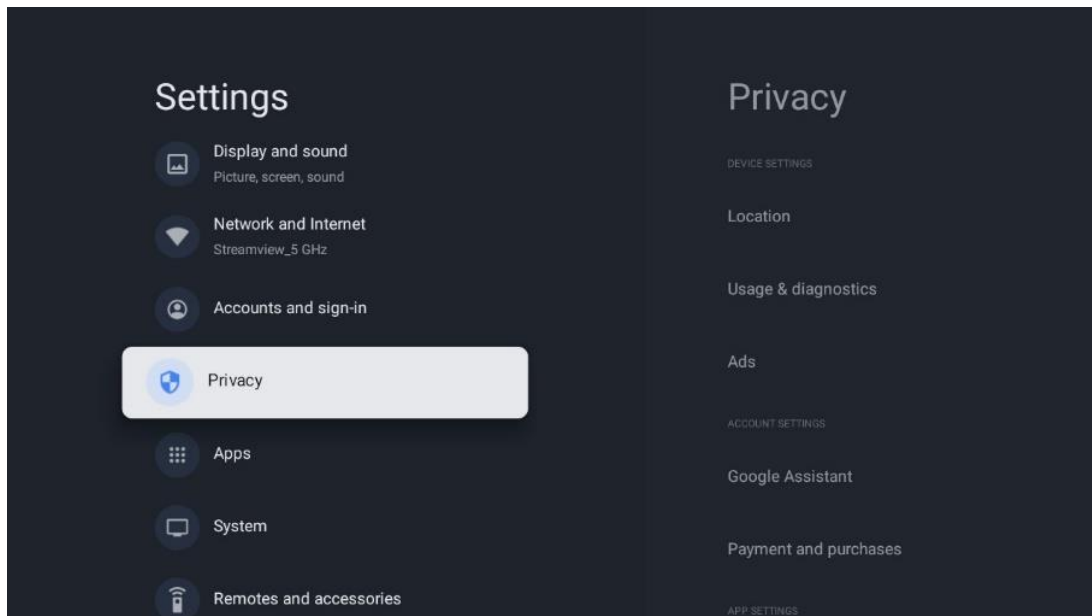 Settings
Display and sound
Picture, screen, sound
Network and Internet
Streamview_5 GHz
Accounts and sign-in
Privacy
Apps
System
Remotes and accessories
Privacy
DEVICE SETTINGS
Location
Usage & diagnostics
Ads
ACCOUNT SETTINGS
Google Assistant
Payment and purchases
APP SETTINGS